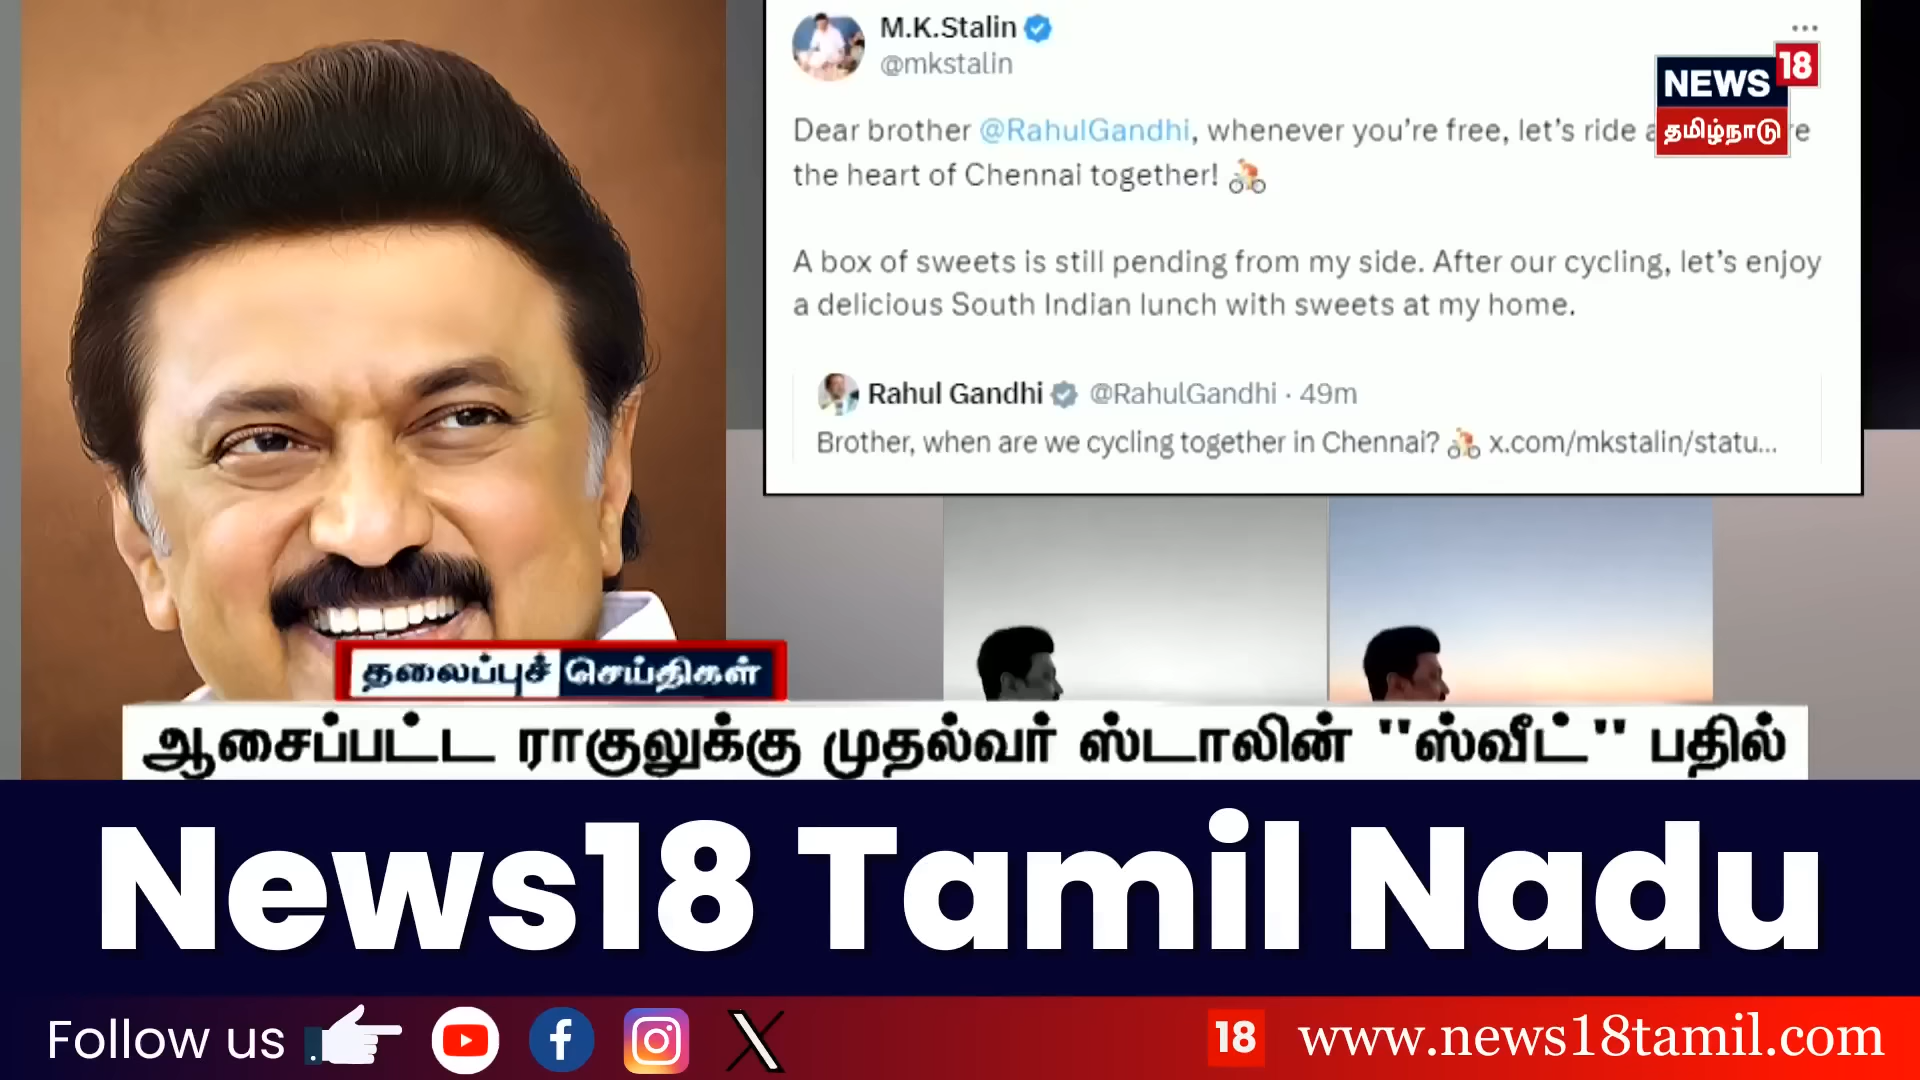 M.K.Stalin
@mkstalin
NEWS 18
தமிழ்நாடு
Dear brother @RahulGandhi, whenever you're free, let's ride
the heart of Chennai together!
A box of sweets is still pending from my side. After our cycling, let's enjoy
a delicious South Indian lunch with sweets at my home.
Rahul Gandhi @RahulGandhi · 49m
Brother, when are we cycling together in Chennai? x.com/mkstalin/statu...
தலைப்புச் செய்திகள்
ஆசைப்பட்ட ராகுலுக்கு முதல்வர் ஸ்டாலின் "ஸ்வீட்" பதில்
News18 Tamil Nadu
Follow us
18 www.news18tamil.com